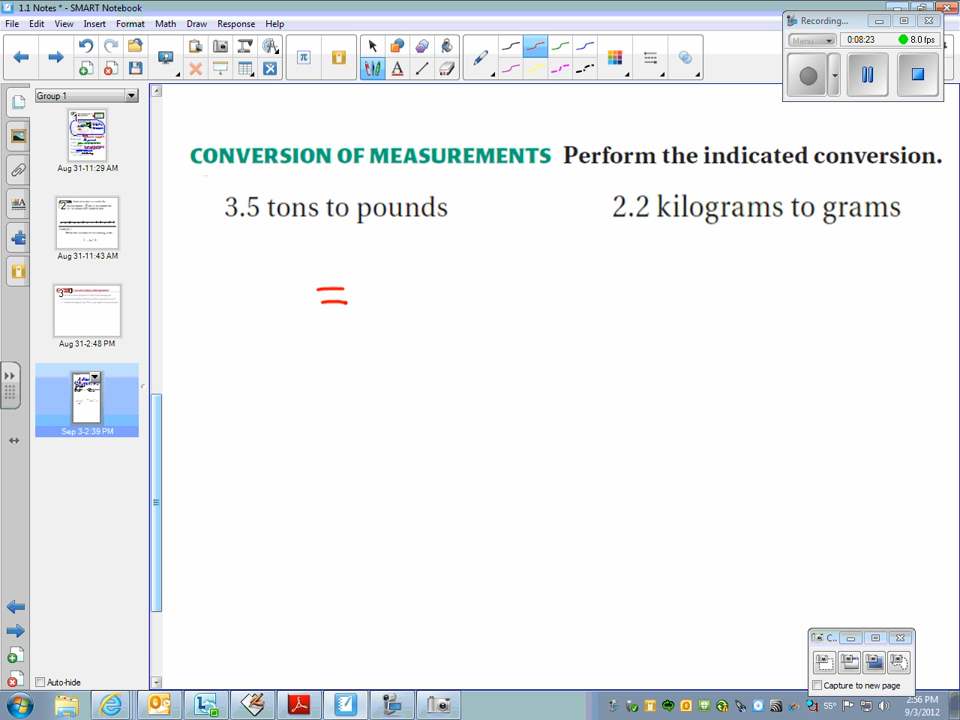 1.1 Notes * - SMART Notebook
File Edit View Insert Format Math Draw Response Help
Recording...
Menu
0:08:23
8.0 fps
Group 1
Aug 31-11:29 AM
Aug 31-11:43 AM
Aug 31-2:48 PM
Sep 3-2:39 PM
CONVERSION OF MEASUREMENTS Perform the indicated conversion.
3.5 tons to pounds
2.2 kilograms to grams
=
C...
Capture to new page
Auto-hide
55°
2:56 PM
9/3/2012